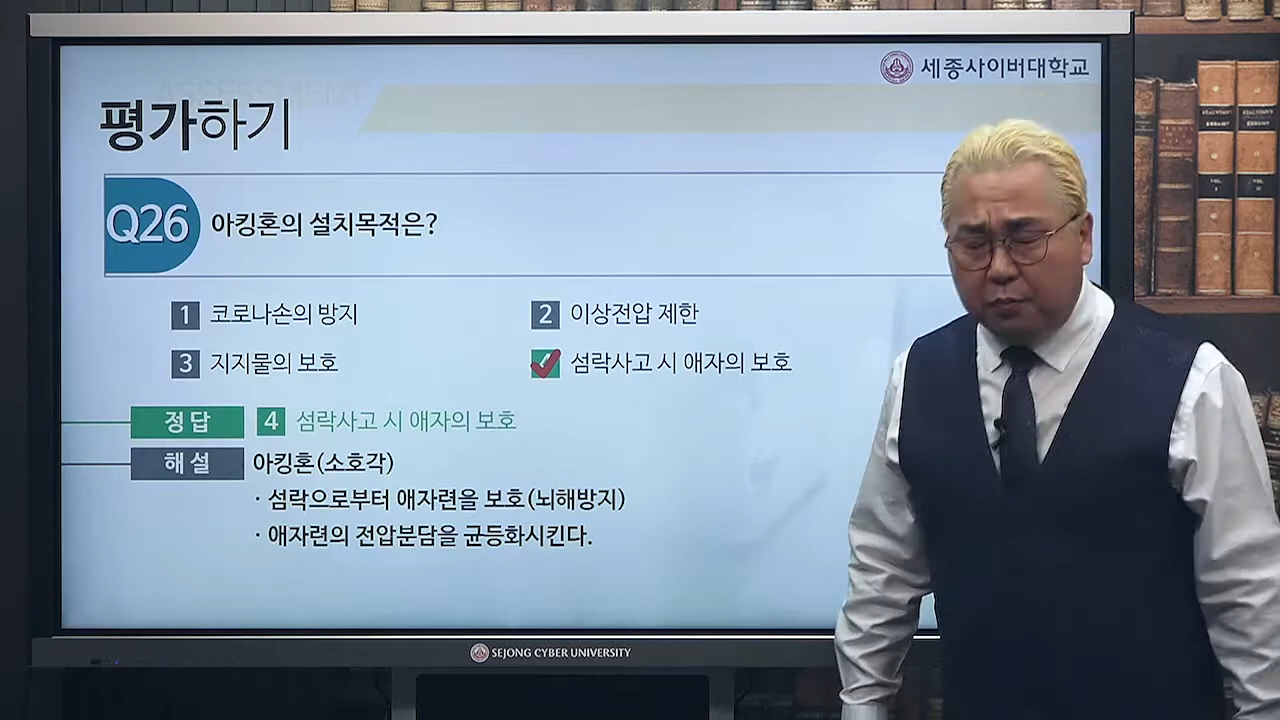 세종사이버대학교
평가하기
Q26 아킹혼의 설치목적은?
1 코로나손의 방지
2 이상전압 제한
3 지지물의 보호
섬락사고 시 애자의 보호
정답 4 섬락사고 시 애자의 보호
해설 아킹혼(소호각)
· 섬락으로부터 애자련을 보호(뇌해방지)
· 애자련의 전압분담을 균등화시킨다.
SEJONG CYBER UNIVERSITY